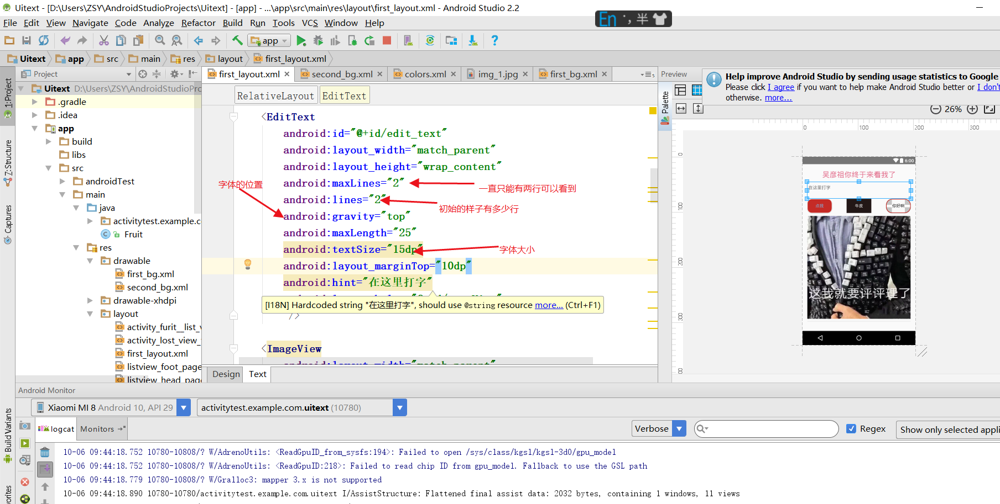 Uitext - [D:\Users\ZSY\AndroidStudioProjects\Uitext] - [app] - ...\app\src\main\res\layout\first_layout.xml - Android Studio 2.2
File Edit View Navigate Code Analyze Refactor Build Run Tools VCS Window Help
En 半
app
Uitext app src main res layout first_layout.xml
Project
first_layout.xml second_bg.xml colors.xml img_1.jpg first_bg.xml
5
Preview
Help improve Android Studio by sending usage statistics to Google
Please click I agree if you want to help make Android Studio better or I don't
otherwise. more...
1: Project
7: Structure
Captures
Build Variants
Uitext D:\Users\ZSY\AndroidStudioPro
.gradle
.idea
app
build
libs
src
androidTest
main
java
activitytest.example.c
Fruit
res
drawable
first_bg.xml
second_bg.xml
drawable-xhdpi
layout
activity_furit__list_v
activity_lost_view_
first_layout.xml
listview_foot_page
listview_head_pag
RelativeLayout EditText
<EditText
android:id="@+id/edit_text"
android:layout_width="match_parent"
android:layout_height="wrap_content"
android:maxLines="2"
android:lines="2"
android:gravity="top"
android:maxLength="25"
android:textSize="15dp"
android:layout_marginTop="10dp"
android:hint="在这里打字"
[I18N] Hardcoded string "在这里打字", should use @string resource more... (Ctrl+F1)
/>
<ImageView
android:layout_width="match_parent"
字体的位置
一直只能有两行可以看到
初始的样子有多少行
字体大小
Design Text
Palette
26%
0 100 200 300
0
100
200
300
6:00
吴彦祖你终于来看我了
在这里打字
点我 牛皮 你好啊
这我就要评评理了
Android Monitor
Xiaomi MI 8 Android 10, API 29
activitytest.example.com.uitext (10780)
logcat Monitors
Verbose
Regex
Show only selected appli
10-06 09:44:18.752 10780-10808/? W/AdrenoUtils: <ReadGpuID_from_sysfs:194>: Failed to open /sys/class/kgsl/kgsl-3d0/gpu_model
10-06 09:44:18.752 10780-10808/? W/AdrenoUtils: <ReadGpuID:218>: Failed to read chip ID from gpu_model. Fallback to use the GSL path
10-06 09:44:18.779 10780-10808/? W/Gralloc3: mapper 3.x is not supported
10-06 09:44:18.890 10780-10780/activitytest.example.com.uitext I/AssistStructure: Flattened final assist data: 2032 bytes, containing 1 windows, 11 views